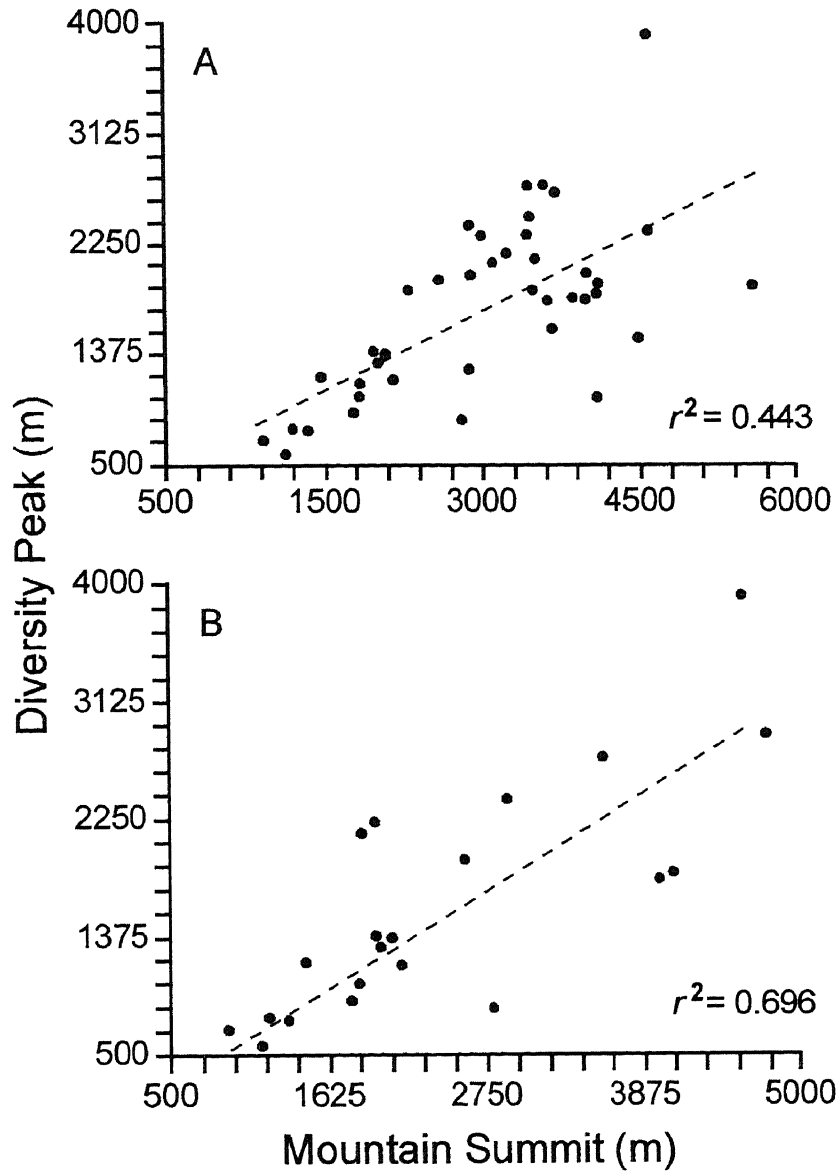 Diversity Peak (m)
A
4000
3125
2250
1375
500
r² = 0.443
500 1500 3000 4500 6000
B
4000
3125
2250
1375
500
r² = 0.696
500 1625 2750 3875 5000
Mountain Summit (m)